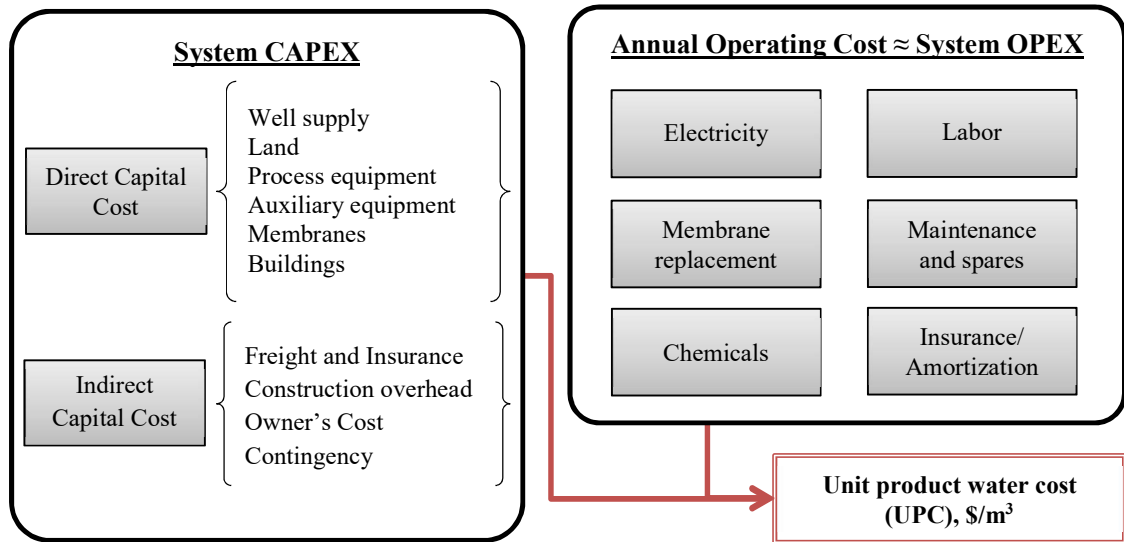 System CAPEX
Direct Capital
Cost
Well supply
Land
Process equipment
Auxiliary equipment
Membranes
Buildings
Indirect
Capital Cost
Freight and Insurance
Construction overhead
Owner’s Cost
Contingency
Annual Operating Cost ≈ System OPEX
Electricity
Labor
Membrane
replacement
Maintenance
and spares
Chemicals
Insurance/
Amortization
Unit product water cost
(UPC), $/m³